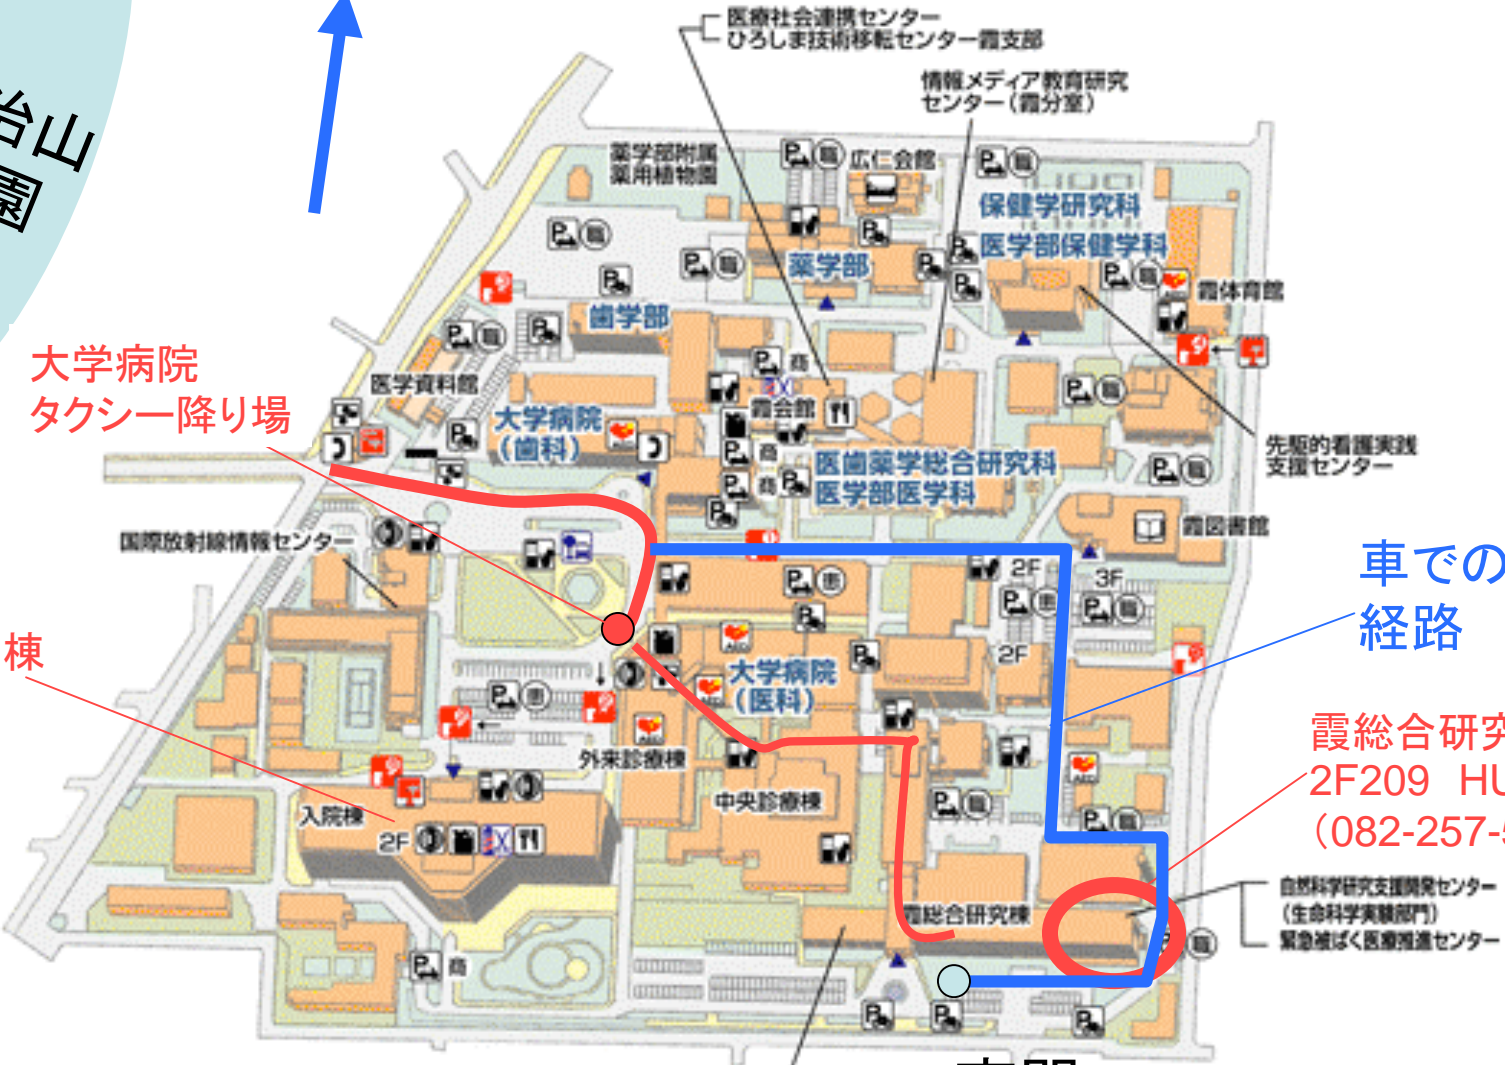 医療社会連携センター
ひろしま技術移転センター霞支部
情報メディア教育研究
センター(霞分室)
治山
園
薬学部附属
薬用植物園
広仁会館
保健学研究科
医学部保健学科
薬学部
霞体育館
歯学部
大学病院
タクシー降り場
医学資料館
大学病院
(歯科)
霞会館
先駆的看護実践
支援センター
医歯薬学総合研究科
医学部医学科
霞図書館
国際放射線情報センター
2F
3F
車での
経路
棟
大学病院
(医科)
2F
外来診療棟
霞総合研究
2F209 HU
(082-257-5
中央診療棟
入院棟
2F
霞総合研究棟
自然科学研究支援開発センター
(生命科学実験部門)
緊急被ばく医療推進センター